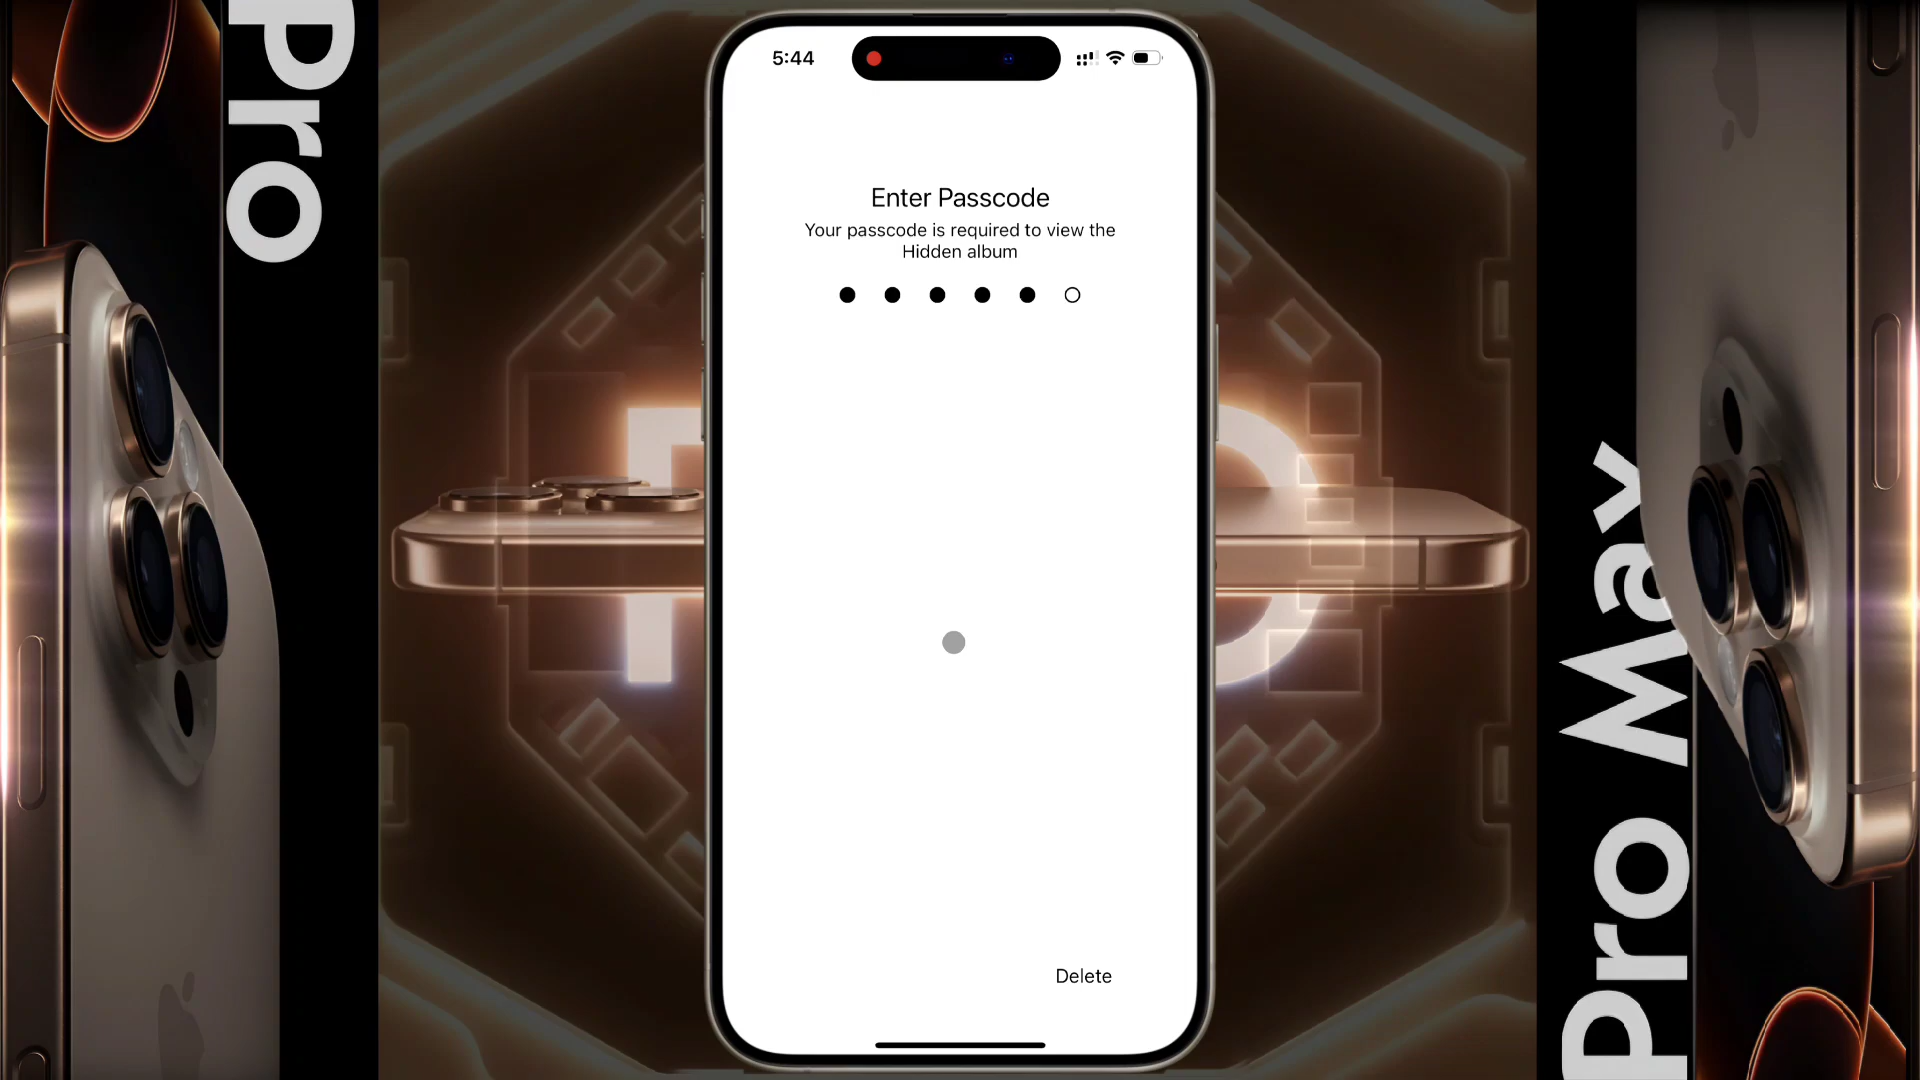 Pro
5:44
Enter Passcode
Your passcode is required to view the
Hidden album
Delete
Pro Max